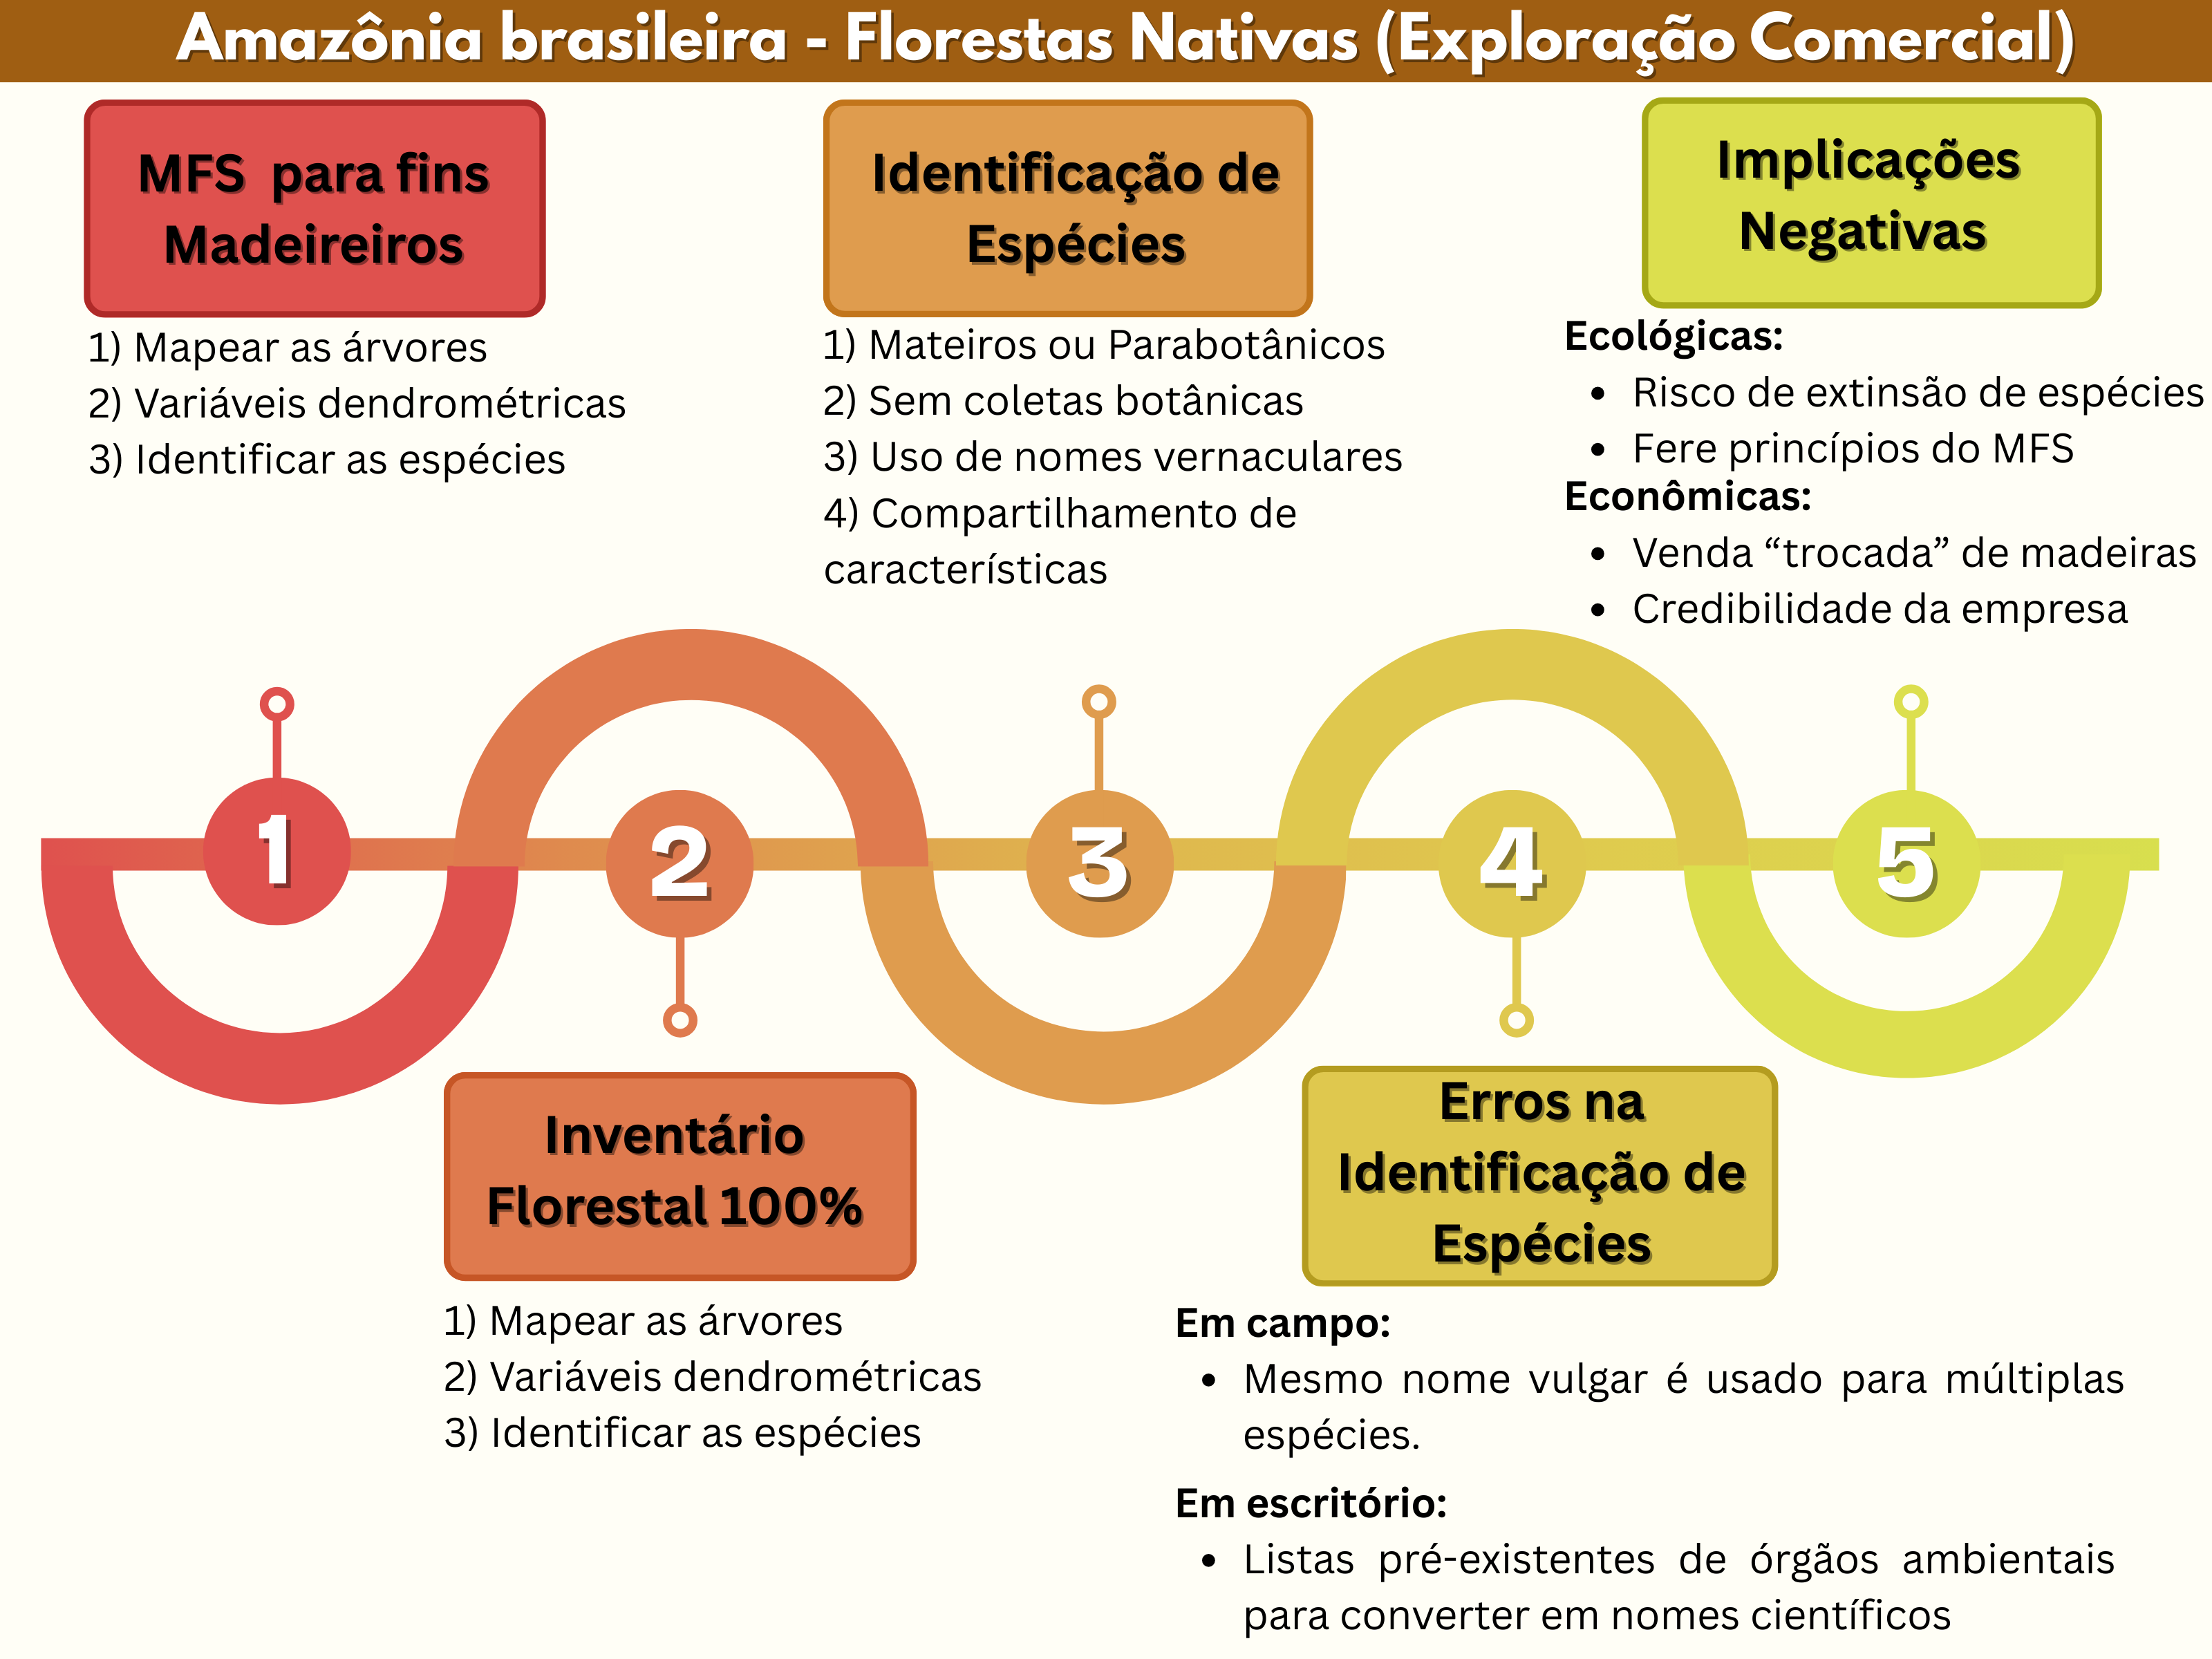 Amazônia brasileira - Florestas Nativas (Exploração Comercial)
MFS para fins
Madeireiros
1) Mapear as árvores
2) Variáveis dendrométricas
3) Identificar as espécies
Identificação de
Espécies
1) Mateiros ou Parabotânicos
2) Sem coletas botânicas
3) Uso de nomes vernaculares
4) Compartilhamento de
características
Implicações
Negativas
Ecológicas:
• Risco de extinsão de espécies
• Fere princípios do MFS
Econômicas:
• Venda “trocada” de madeiras
• Credibilidade da empresa
1
2
3
4
5
Inventário
Florestal 100%
1) Mapear as árvores
2) Variáveis dendrométricas
3) Identificar as espécies
Erros na
Identificação de
Espécies
Em campo:
• Mesmo nome vulgar é usado para múltiplas
espécies.
Em escritório:
• Listas pré-existentes de órgãos ambientais
para converter em nomes científicos